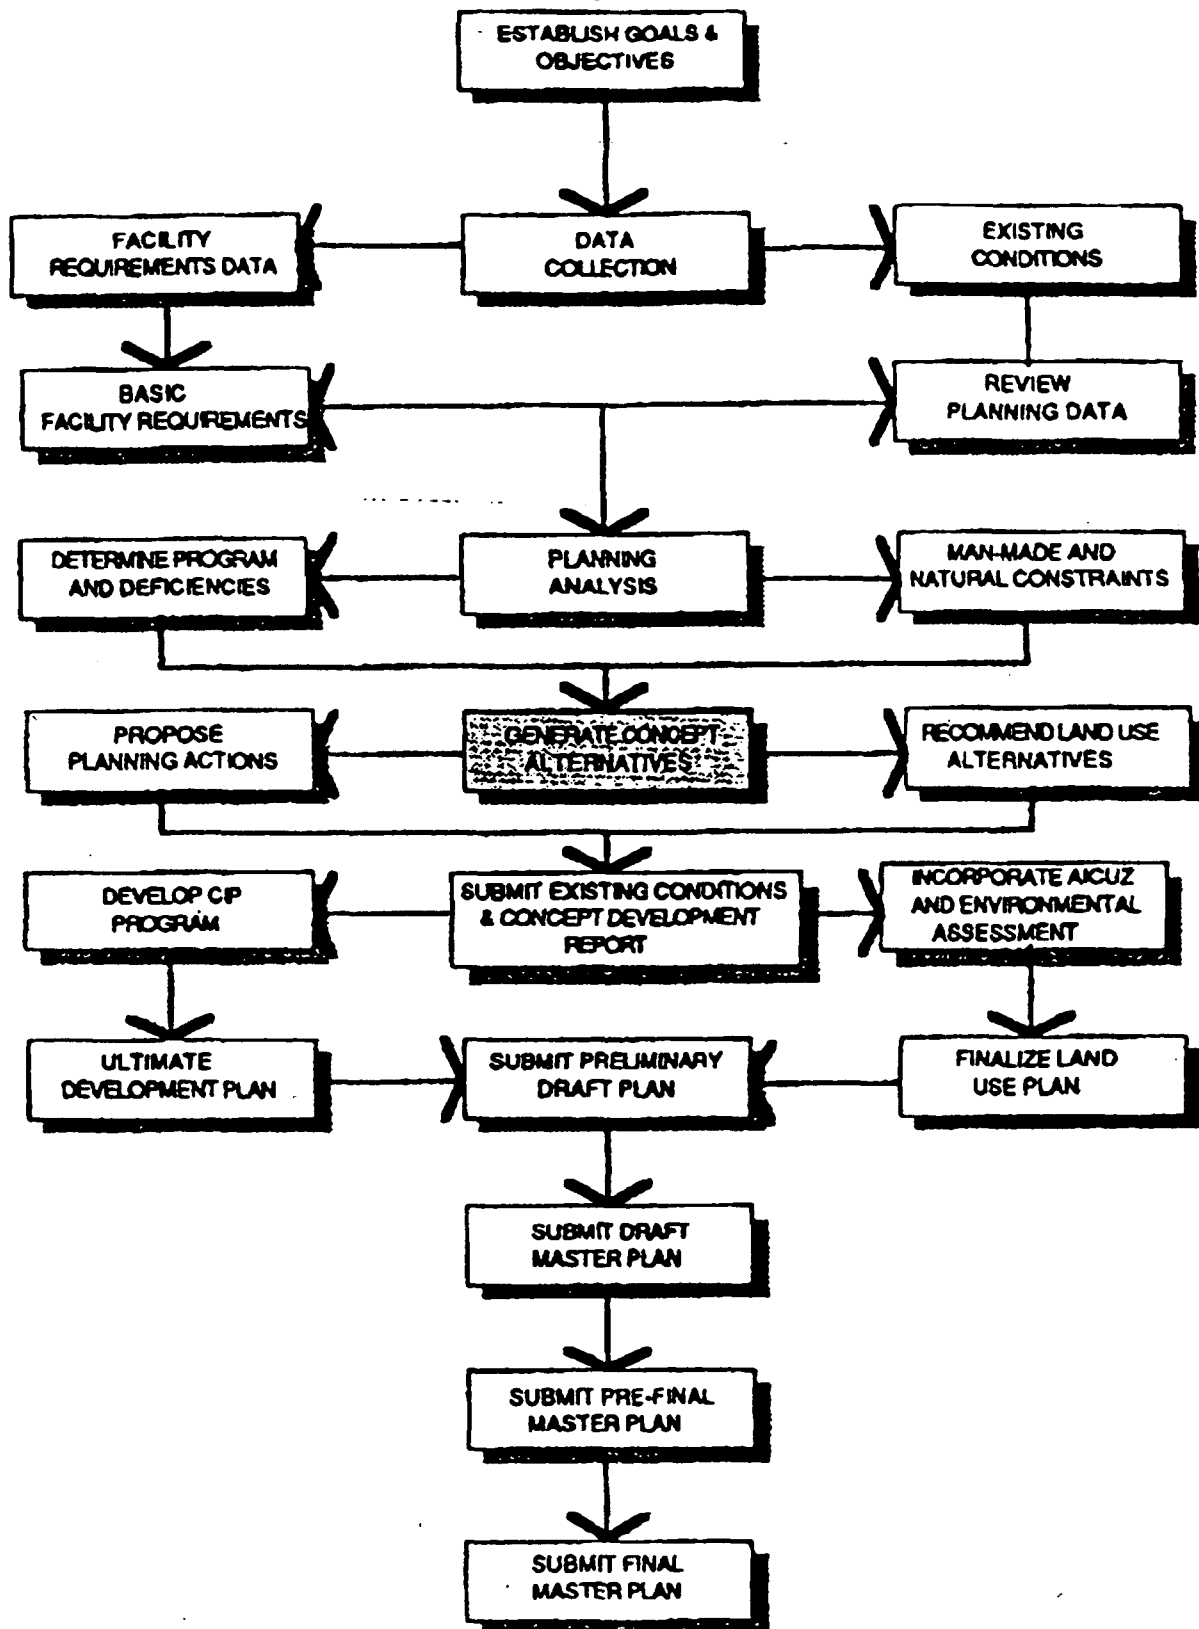 ESTABLISH GOALS &
OBJECTIVES
FACILITY
REQUIREMENTS DATA
DATA
COLLECTION
EXISTING
CONDITIONS
BASIC
FACILITY REQUIREMENTS
REVIEW
PLANNING DATA
DETERMINE PROGRAM
AND DEFICIENCIES
PLANNING
ANALYSIS
MAN-MADE AND
NATURAL CONSTRAINTS
PROPOSE
PLANNING ACTIONS
GENERATE CONCEPT
ALTERNATIVES
RECOMMEND LAND USE
ALTERNATIVES
DEVELOP CIP
PROGRAM
SUBMIT EXISTING CONDITIONS
& CONCEPT DEVELOPMENT
REPORT
INCORPORATE AICUZ
AND ENVIRONMENTAL
ASSESSMENT
ULTIMATE
DEVELOPMENT PLAN
SUBMIT PRELIMINARY
DRAFT PLAN
FINALIZE LAND
USE PLAN
SUBMIT DRAFT
MASTER PLAN
SUBMIT PRE-FINAL
MASTER PLAN
SUBMIT FINAL
MASTER PLAN